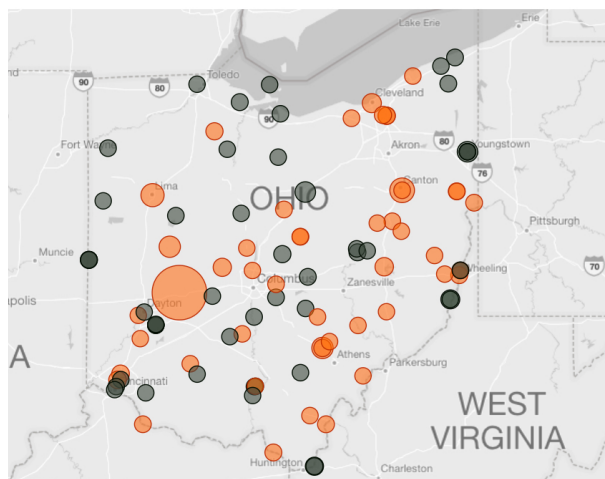 Lake Erie
Erie
Toledo
90
80
Cleveland
90
Fort Wayne
Akron
80
Youngstown
76
Lima
Canton
OHIO
Pittsburgh
Muncie
Wheeling
70
Columbus
Zanesville
Dayton
A
Athens
Parkersburg
Cincinnati
WEST
VIRGINIA
Huntington
Charleston